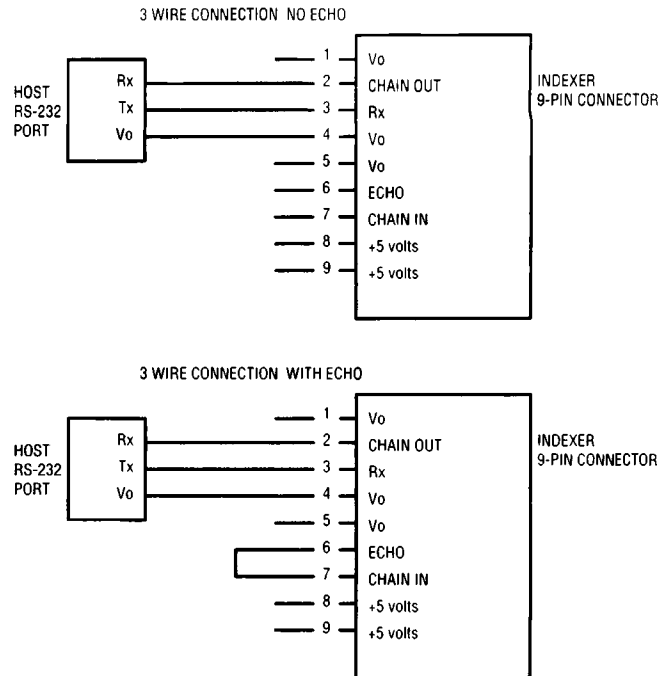 3 WIRE CONNECTION NO ECHO
HOST
RS-232
PORT
Rx
Tx
Vo
1 Vo
2 CHAIN OUT
3 Rx
4 Vo
5 Vo
6 ECHO
7 CHAIN IN
8 +5 volts
9 +5 volts
INDEXER
9-PIN CONNECTOR
3 WIRE CONNECTION WITH ECHO
HOST
RS-232
PORT
Rx
Tx
Vo
1 Vo
2 CHAIN OUT
3 Rx
4 Vo
5 Vo
6 ECHO
7 CHAIN IN
8 +5 volts
9 +5 volts
INDEXER
9-PIN CONNECTOR